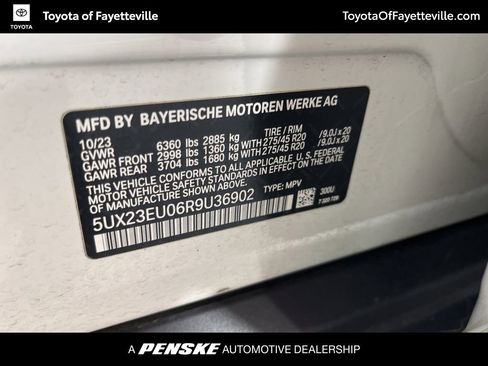 TOYOTA
Toyota of Fayetteville
ToyotaOfFayetteville.com
MFD BY BAYERISCHE MOTOREN WERKE AG
10/23
GVWR 6360 lbs 2885 kg TIRE / RIM
GAWR FRONT 2998 lbs 1360 kg WITH 275/45 R20 /9.0J x 20
GAWR REAR 3704 lbs 1680 kg WITH 275/45 R20 /9.0J x 20
THIS VEHICLE CONFORMS TO ALL APPLICABLE U.S. FEDERAL
MOTOR VEHICLE SAFETY STANDARDS IN EFFECT ON
THE DATE OF MANUFACTURE SHOWN ABOVE.
5UX23EU06R9U36902 TYPE: MPV 300U
A PENSKE AUTOMOTIVE DEALERSHIP